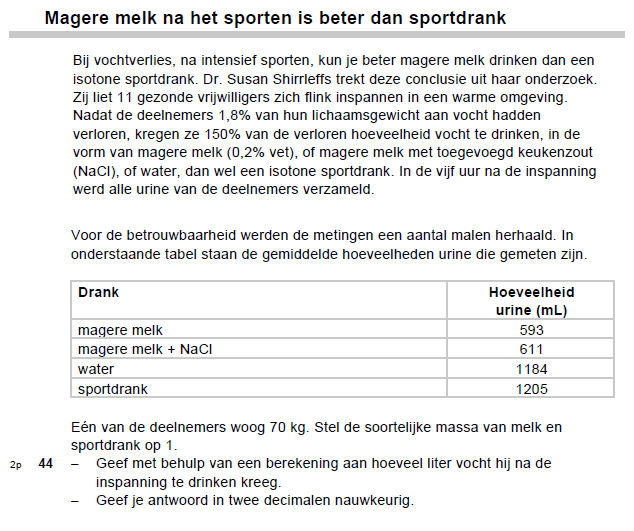 Magere melk na het sporten is beter dan sportdrank
Bij vochtverlies, na intensief sporten, kun je beter magere melk drinken dan een
isotone sportdrank. Dr. Susan Shirrleffs trekt deze conclusie uit haar onderzoek.
Zij liet 11 gezonde vrijwilligers zich flink inspannen in een warme omgeving.
Nadat de deelnemers 1,8% van hun lichaamsgewicht aan vocht hadden
verloren, kregen ze 150% van de verloren hoeveelheid vocht te drinken, in de
vorm van magere melk (0,2% vet), of magere melk met toegevoegd keukenzout
(NaCl), of water, dan wel een isotone sportdrank. In de vijf uur na de inspanning
werd alle urine van de deelnemers verzameld.
Voor de betrouwbaarheid werden de metingen een aantal malen herhaald. In
onderstaande tabel staan de gemiddelde hoeveelheden urine die gemeten zijn.
Drank Hoeveelheid
urine (mL)
magere melk 593
magere melk + NaCl 611
water 1184
sportdrank 1205
Eén van de deelnemers woog 70 kg. Stel de soortelijke massa van melk en
sportdrank op 1.
2p 44 – Geef met behulp van een berekening aan hoeveel liter vocht hij na de
inspanning te drinken kreeg.
– Geef je antwoord in twee decimalen nauwkeurig.